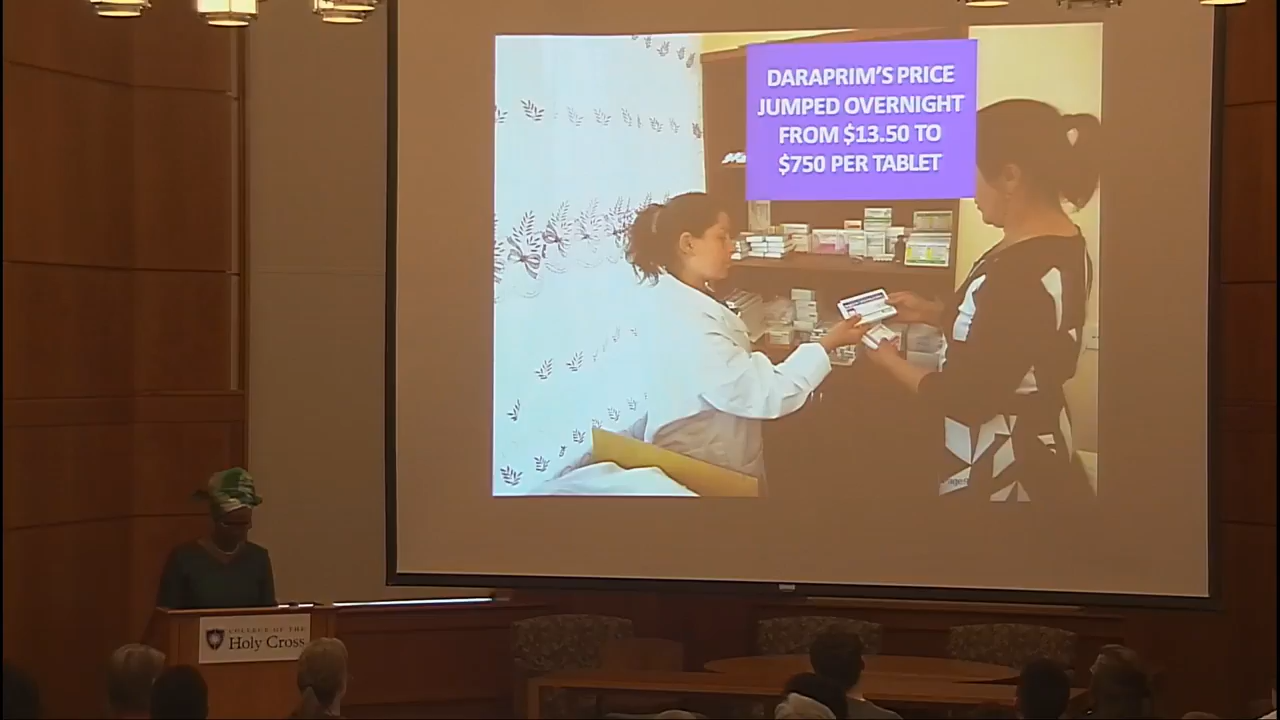 DARAPRIM'S PRICE
JUMPED OVERNIGHT
FROM $13.50 TO
$750 PER TABLET
COLLEGE OF THE
Holy Cross